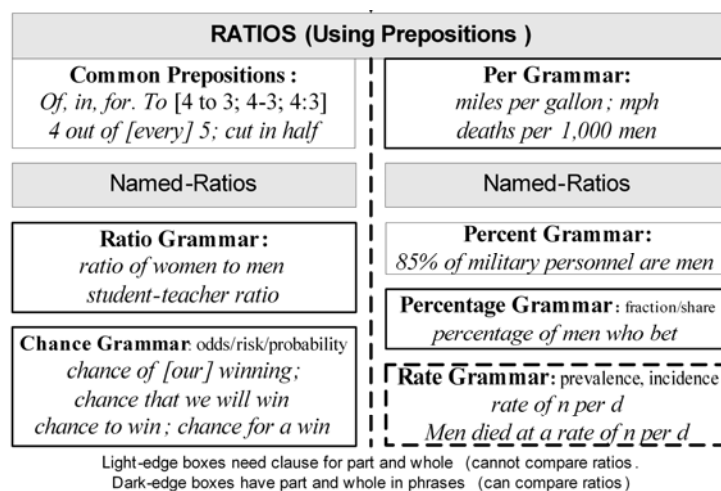 RATIOS (Using Prepositions )
Common Prepositions :
Of, in, for. To [4 to 3; 4-3; 4:3]
4 out of [every] 5; cut in half
Per Grammar:
miles per gallon ; mph
deaths per 1,000 men
Named-Ratios
Named-Ratios
Ratio Grammar :
ratio of women to men
student-teacher ratio
Chance Grammar: odds/risk/probability
chance of [our] winning ;
chance that we will win
chance to win ; chance for a win
Percent Grammar:
85% of military personnel are men
Percentage Grammar: fraction/share
percentage of men who bet
Rate Grammar: prevalence, incidence
rate of n per d
Men died at a rate of n per d
Light-edge boxes need clause for part and whole (cannot compare ratios.
Dark-edge boxes have part and whole in phrases (can compare ratios)